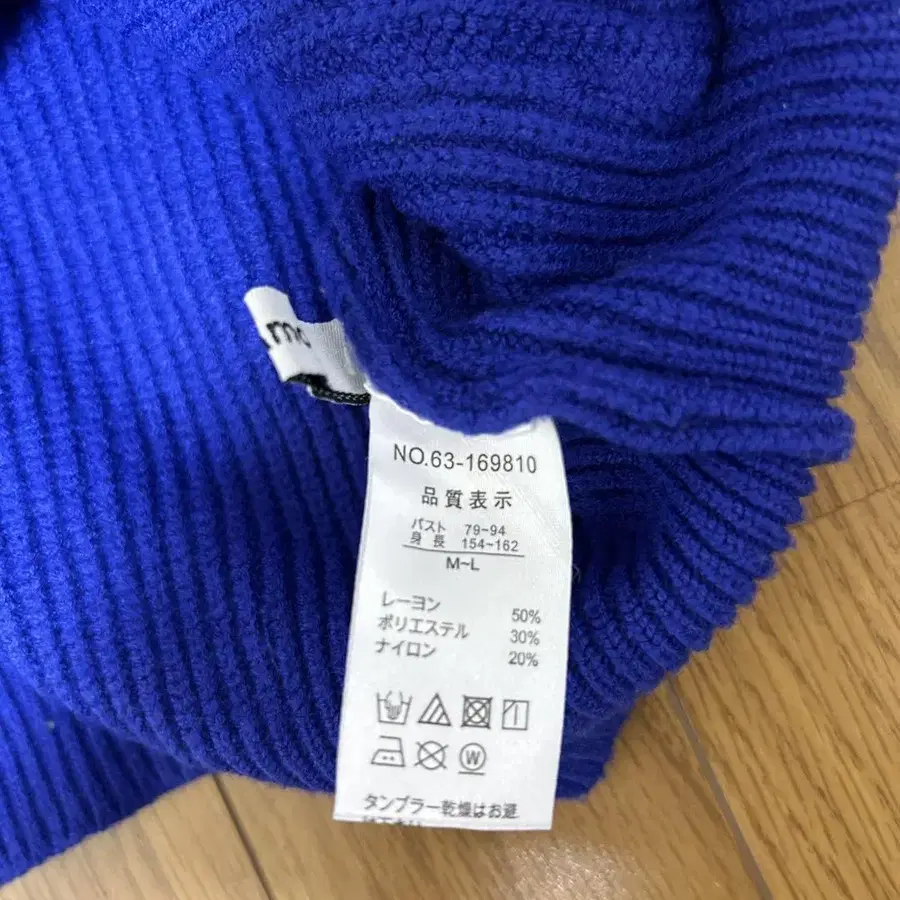 mo
NO.63-169810
品質表示
バスト 79~94
身長 154~162
M~L
レーヨン 50%
ポリエステル 30%
ナイロン 20%
W
タンブラー乾燥はお避